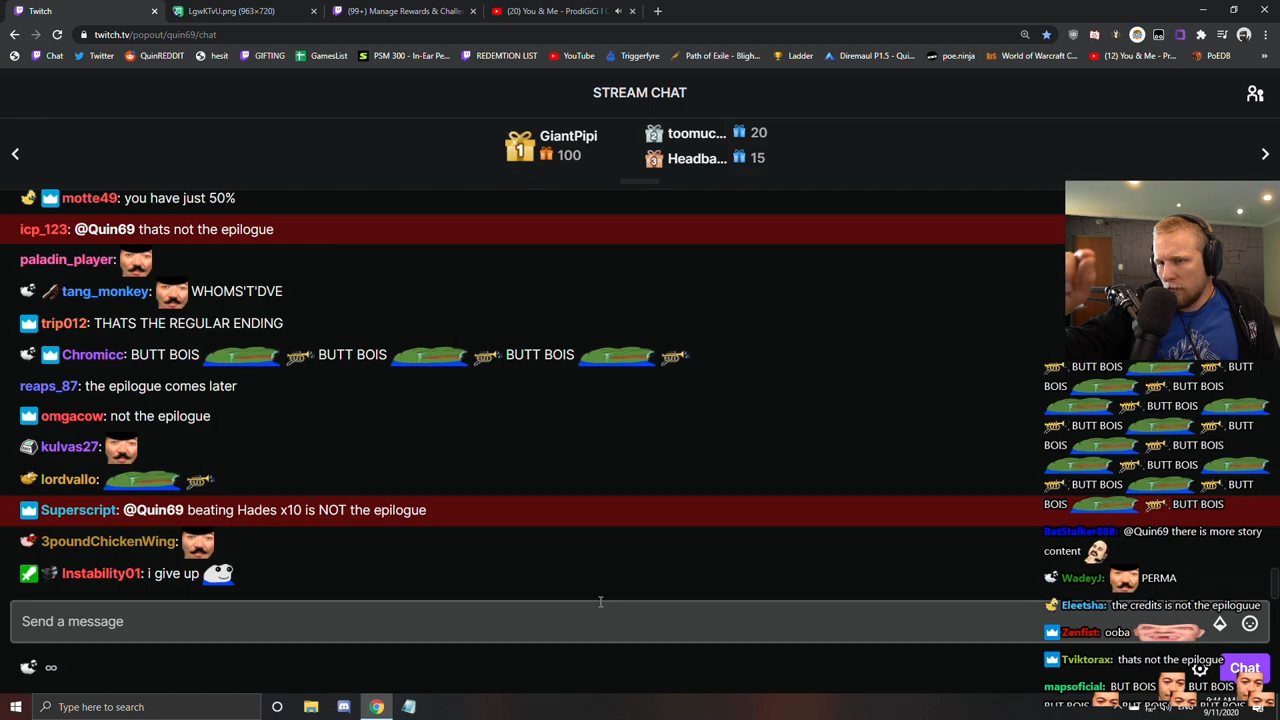 Twitch
LgwKTvU.png (963×720)
(99+) Manage Rewards & Challe
(20) You & Me - ProdiGiCi | C
twitch.tv/popout/quin69/chat
Chat
Twitter
QuinREDDIT
hesit
GIFTING
GamesList
PSM 300 - In-Ear Pe...
REDEMTION LIST
YouTube
Triggerfyre
Path of Exile - Bligh...
Ladder
Diremaul P1.5 - Qui...
poe.ninja
World of Warcraft C...
(12) You & Me - Pr...
PoEDB
STREAM CHAT
GiantPipi
100
toomuc... 20
Headba... 15
motte49: you have just 50%
icp_123: @Quin69 thats not the epilogue
paladin_player:
tang_monkey: WHOMS'T'DVE
trip012: THATS THE REGULAR ENDING
Chromicc: BUTT BOIS BUTT BOIS BUTT BOIS
reaps_87: the epilogue comes later
omgacow: not the epilogue
kulvas27:
lordvallo:
Superscript: @Quin69 beating Hades x10 is NOT the epilogue
3poundChickenWing:
Instability01: i give up
Send a message
∞
, BUTT BOIS , BUTT
BOIS , BUTT BOIS
, BUTT BOIS
, BUTT BOIS , BUTT
BOIS , BUTT BOIS
, BUTT BOIS
, BUTT BOIS , BUTT
BOIS , BUTT BOIS
BatStalker888: @Quin69 there is more story
content
WadeyJ: PERMA
Eleetsha: the credits is not the epiloguue
Zenfist: ooba
Tviktorax: thats not the epilogue
Chat
mapsoficial: BUT BOIS BUT BOIS
Type here to search
9/11/2020